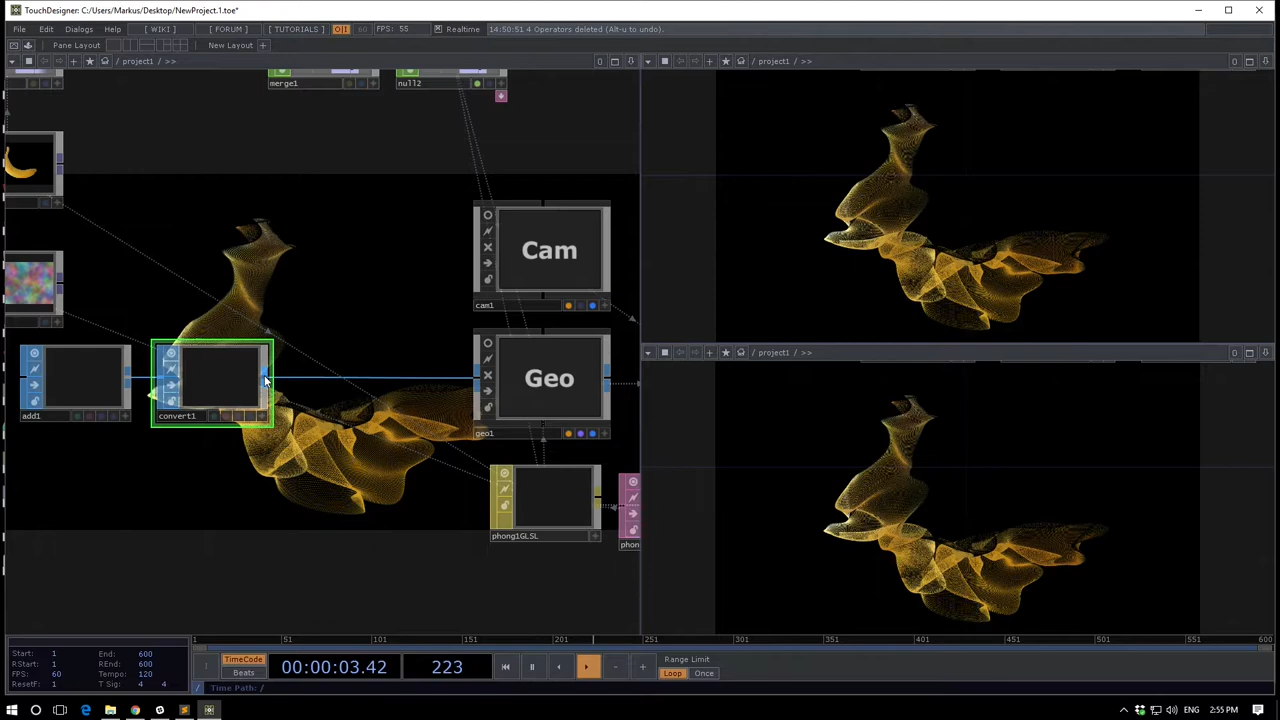 TouchDesigner: C:/Users/Markus/Desktop/NewProject.1.toe*
File Edit Dialogs Help [ WIKI ] [ FORUM ] [ TUTORIALS ] O|I 60 FPS: 55 Realtime 14:50:51 4 Operators deleted (Alt-u to undo).
Pane Layout New Layout +
/ project1 / >> 0
/ project1 / >> 0
merge1
null2
Cam
cam1
/ project1 / >> 0
Geo
add1
convert1
geo1
phong1GLSL
phon
1 51 101 151 201 251 301 351 401 451 501 551 600
Start: 1 End: 600
RStart: 1 REnd: 600
FPS: 60 Tempo: 120
ResetF: 1 T Sig: 4 4
TimeCode
Beats
00:00:03.42
223
Range Limit
Loop Once
/ Time Path: /
ENG 2:55 PM